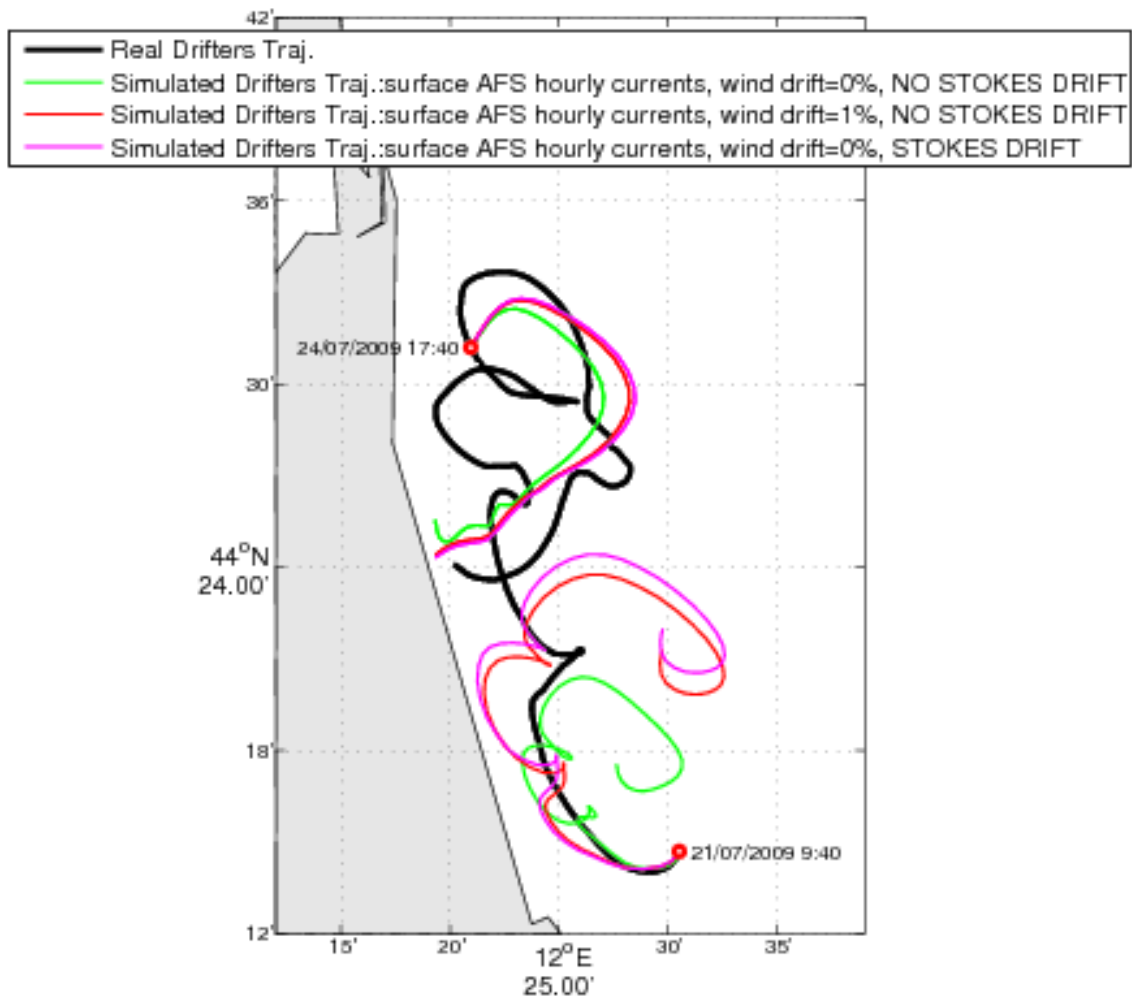 42'
Real Drifters Traj.
Simulated Drifters Traj.:surface AFS hourly currents, wind drift=0%, NO STOKES DRIFT
Simulated Drifters Traj.:surface AFS hourly currents, wind drift=1%, NO STOKES DRIFT
Simulated Drifters Traj.:surface AFS hourly currents, wind drift=0%, STOKES DRIFT
36'
24/07/2009 17:40
30'
44°N
24.00'
18'
21/07/2009 9:40
12'
15' 20' 12°E 30' 35'
25.00'